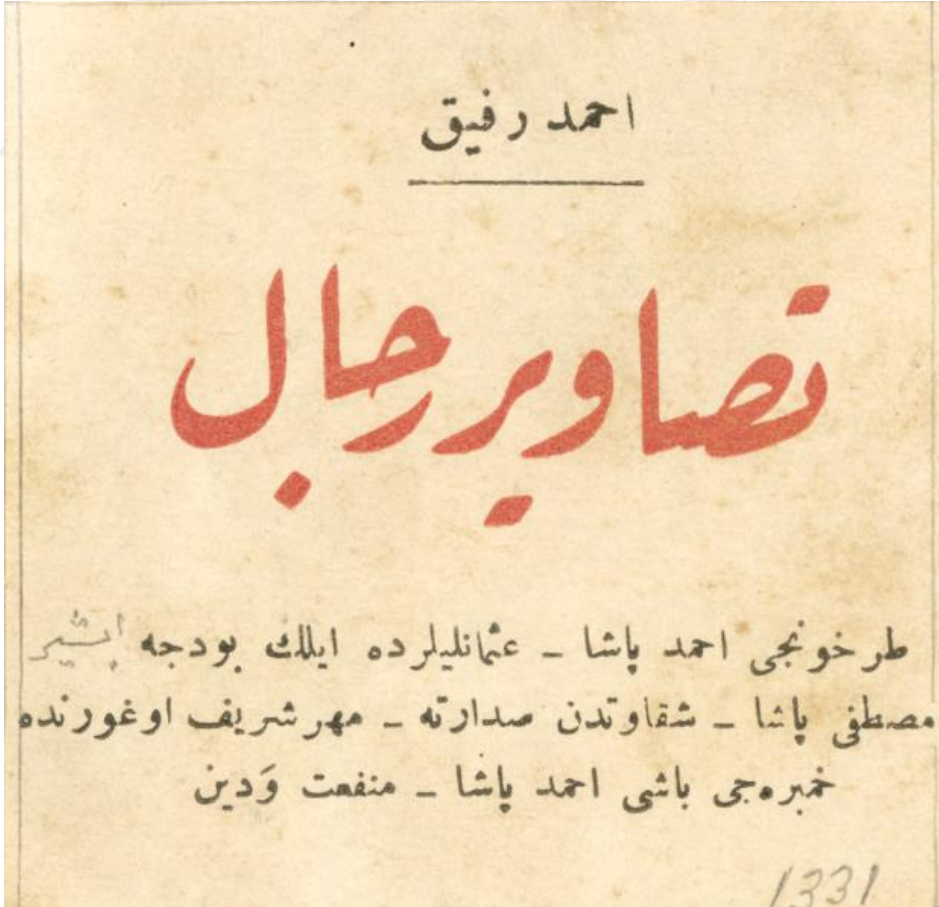 احمد رفيق
تصاوير رجال
طرخونجى احمد پاشا ـ عثمانليلرده ايلك بودجه ابشير
مصطفى پاشا ـ شقاوتدن صدارته ـ مهر شريف اوغورنده
خمبره‌جى باشى احمد پاشا ـ منفعت وَدين
1331